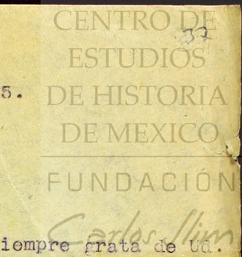 CENTRO DE
37
ESTUDIOS
5.
DE HISTORIA
DE MEXICO
FUNDACIÓN
Carlos Slim
iempre grata de Ud.